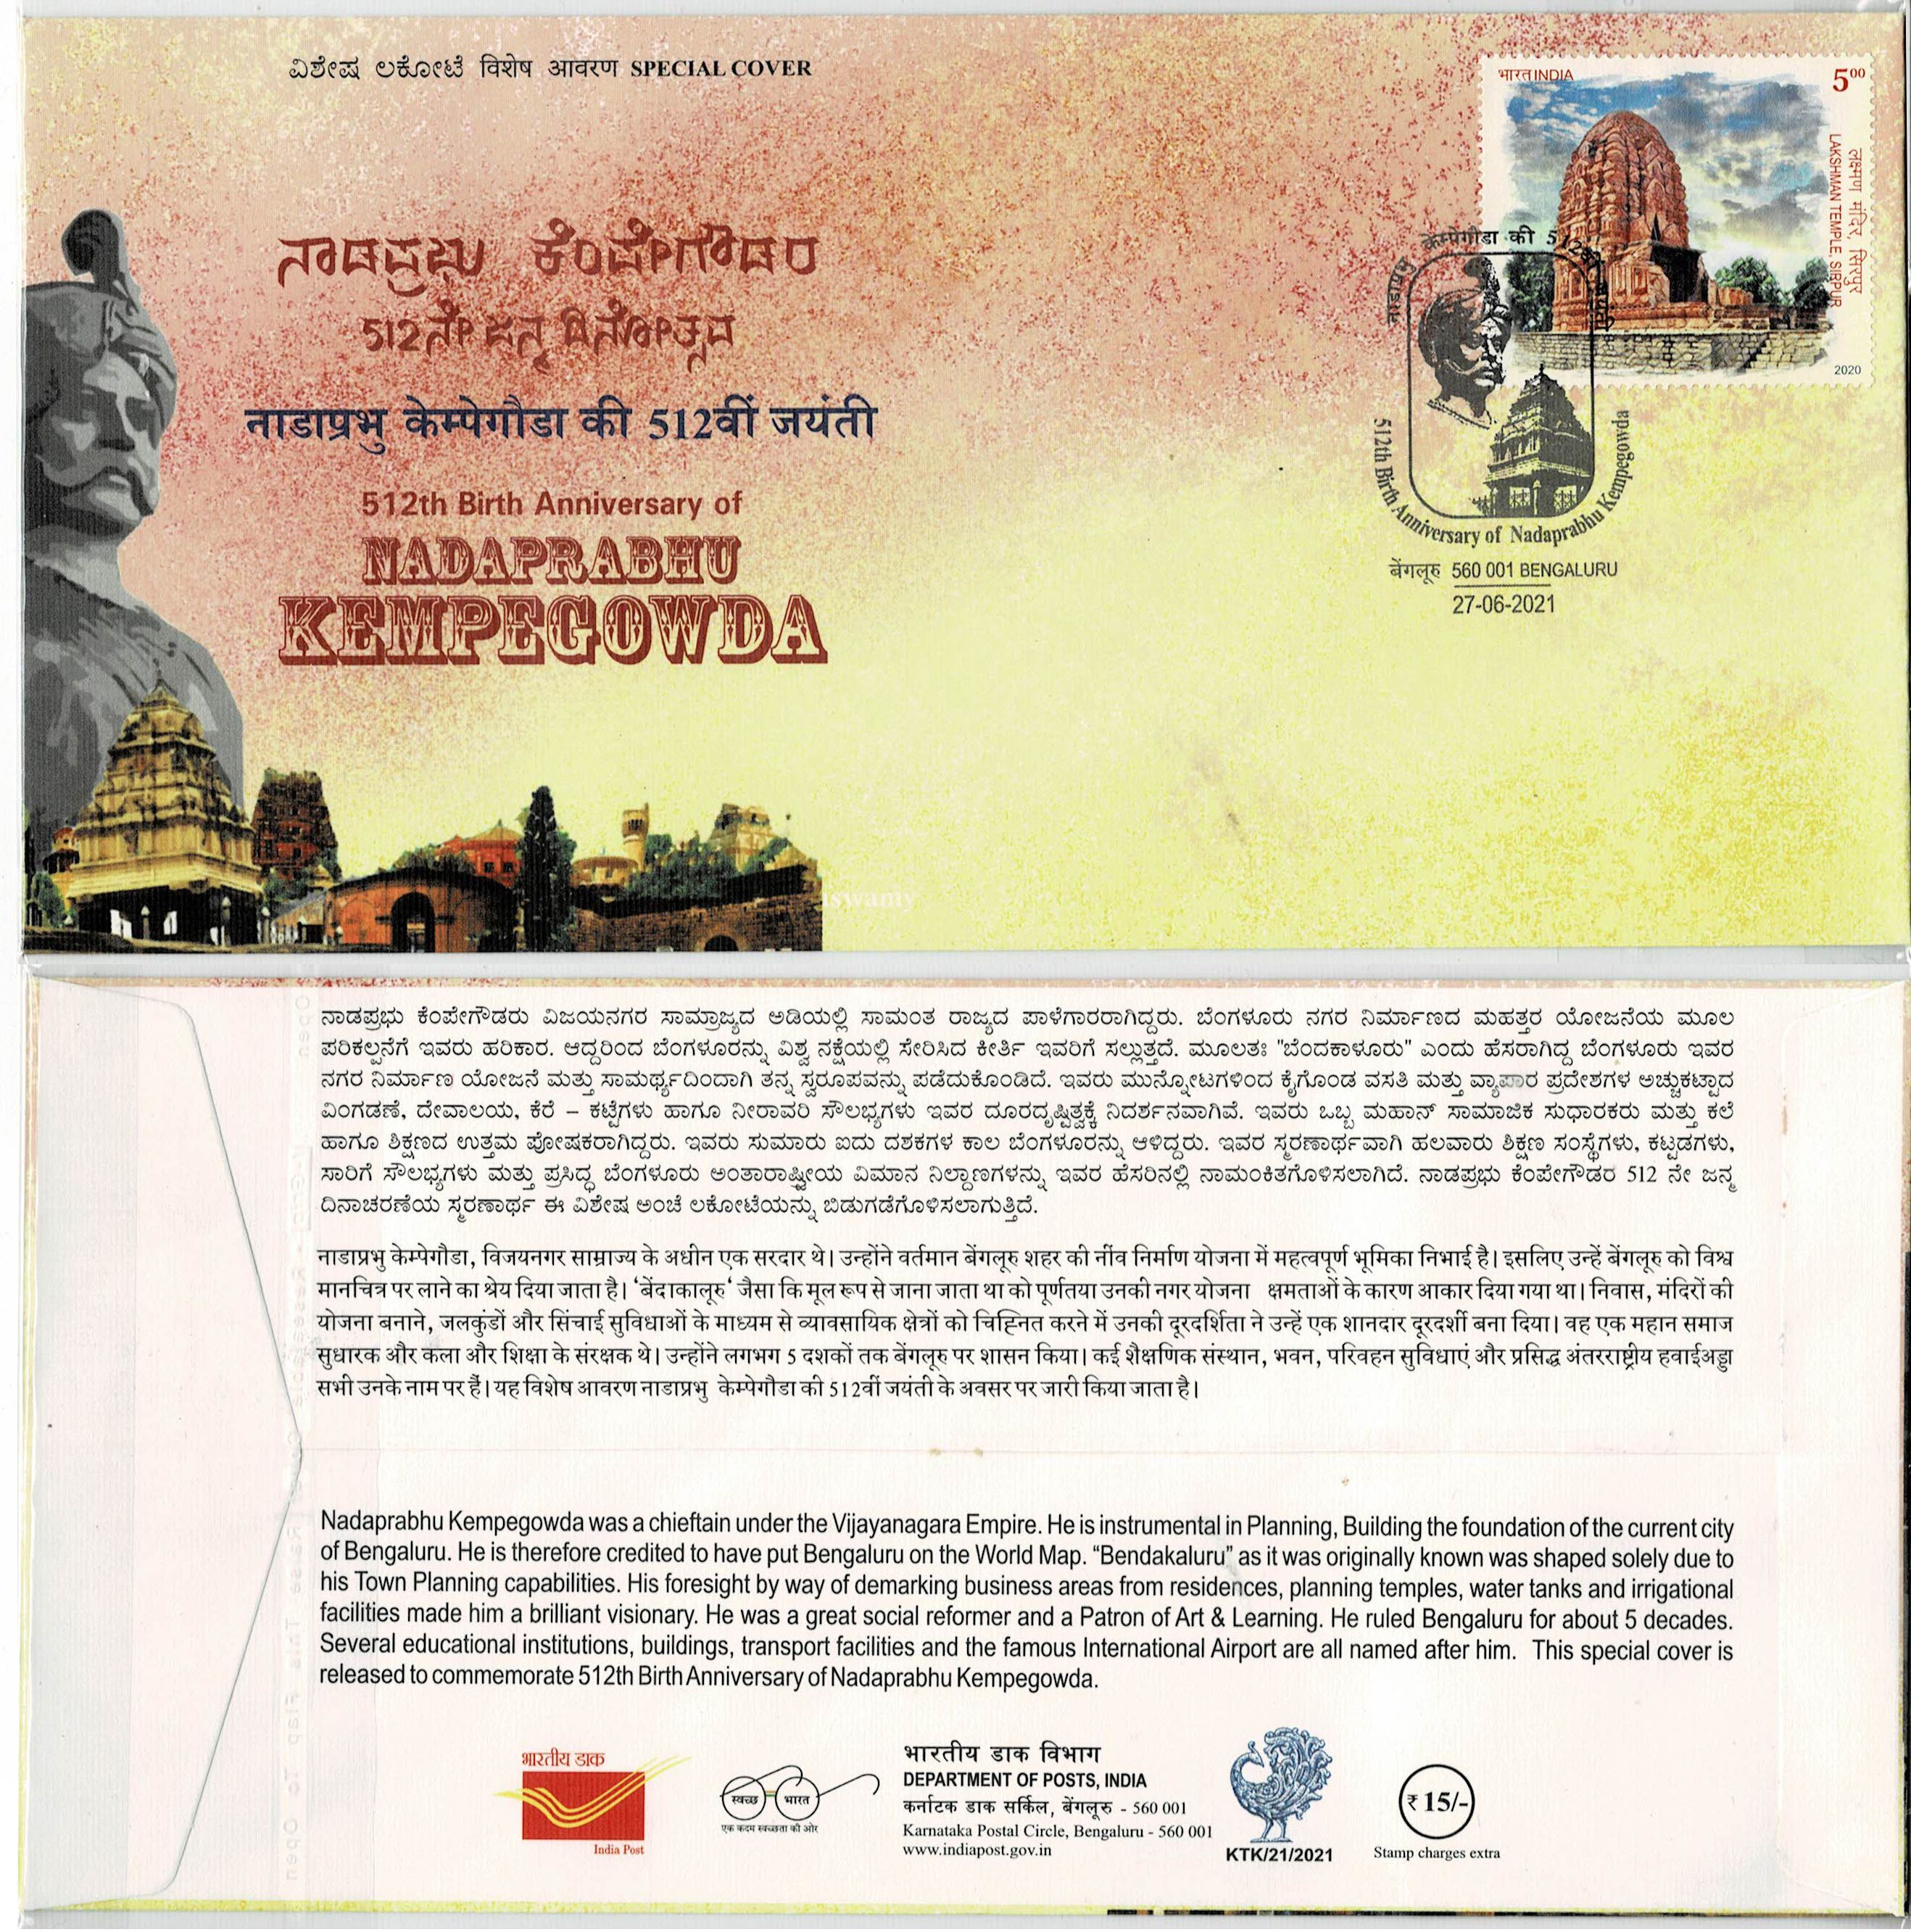 ವಿಶೇಷ ಲಕೋಟೆ विशेष आवरण SPECIAL COVER
भारत INDIA
5⁰⁰
लक्ष्मण मंदिर, सिरपुर
LAKSHMAN TEMPLE, SIRPUR
2020
ನಾಡಪ್ರಭು ಕೆಂಪೇಗೌಡರ
512ನೇ ಜನ್ಮ ದಿನೋತ್ಸವ
नाडाप्रभु केम्पेगौडा की 512वीं जयंती
512th Birth Anniversary of
NADAPRABHU
KEMPEGOWDA
नाडाप्रभु केम्पेगौडा की 512वीं जयंती
512th Birth Anniversary of Nadaprabhu Kempegowda
बेंगलूरु 560 001 BENGALURU
27-06-2021
swamy
ನಾಡಪ್ರಭು ಕೆಂಪೇಗೌಡರು ವಿಜಯನಗರ ಸಾಮ್ರಾಜ್ಯದ ಅಡಿಯಲ್ಲಿ ಸಾಮಂತ ರಾಜ್ಯದ ಪಾಳೆಗಾರರಾಗಿದ್ದರು. ಬೆಂಗಳೂರು ನಗರ ನಿರ್ಮಾಣದ ಮಹತ್ತರ ಯೋಜನೆಯ ಮೂಲ
ಪರಿಕಲ್ಪನೆಗೆ ಇವರು ಹರಿಕಾರ. ಆದ್ದರಿಂದ ಬೆಂಗಳೂರನ್ನು ವಿಶ್ವ ನಕ್ಷೆಯಲ್ಲಿ ಸೇರಿಸಿದ ಕೀರ್ತಿ ಇವರಿಗೆ ಸಲ್ಲುತ್ತದೆ. ಮೂಲತಃ "ಬೆಂದಕಾಳೂರು" ಎಂದು ಹೆಸರಾಗಿದ್ದ ಬೆಂಗಳೂರು ಇವರ
ನಗರ ನಿರ್ಮಾಣ ಯೋಜನೆ ಮತ್ತು ಸಾಮರ್ಥ್ಯದಿಂದಾಗಿ ತನ್ನ ಸ್ವರೂಪವನ್ನು ಪಡೆದುಕೊಂಡಿದೆ. ಇವರು ಮುನ್ನೋಟಗಳಿಂದ ಕೈಗೊಂಡ ವಸತಿ ಮತ್ತು ವ್ಯಾಪಾರ ಪ್ರದೇಶಗಳ ಅಚ್ಚುಕಟ್ಟಾದ
ವಿಂಗಡಣೆ, ದೇವಾಲಯ, ಕೆರೆ – ಕಟ್ಟೆಗಳು ಹಾಗೂ ನೀರಾವರಿ ಸೌಲಭ್ಯಗಳು ಇವರ ದೂರದೃಷ್ಟಿತ್ವಕ್ಕೆ ನಿದರ್ಶನವಾಗಿವೆ. ಇವರು ಒಬ್ಬ ಮಹಾನ್ ಸಾಮಾಜಿಕ ಸುಧಾರಕರು ಮತ್ತು ಕಲೆ
ಹಾಗೂ ಶಿಕ್ಷಣದ ಉತ್ತಮ ಪೋಷಕರಾಗಿದ್ದರು. ಇವರು ಸುಮಾರು ಐದು ದಶಕಗಳ ಕಾಲ ಬೆಂಗಳೂರನ್ನು ಆಳಿದ್ದರು. ಇವರ ಸ್ಮರಣಾರ್ಥವಾಗಿ ಹಲವಾರು ಶಿಕ್ಷಣ ಸಂಸ್ಥೆಗಳು, ಕಟ್ಟಡಗಳು,
ಸಾರಿಗೆ ಸೌಲಭ್ಯಗಳು ಮತ್ತು ಪ್ರಸಿದ್ಧ ಬೆಂಗಳೂರು ಅಂತಾರಾಷ್ಟ್ರೀಯ ವಿಮಾನ ನಿಲ್ದಾಣಗಳನ್ನು ಇವರ ಹೆಸರಿನಲ್ಲಿ ನಾಮಂಕಿತಗೊಳಿಸಲಾಗಿದೆ. ನಾಡಪ್ರಭು ಕೆಂಪೇಗೌಡರ 512 ನೇ ಜನ್ಮ
ದಿನಾಚರಣೆಯ ಸ್ಮರಣಾರ್ಥ ಈ ವಿಶೇಷ ಅಂಚೆ ಲಕೋಟೆಯನ್ನು ಬಿಡುಗಡೆಗೊಳಿಸಲಾಗುತ್ತಿದೆ.
नाडाप्रभु केम्पेगौडा, विजयनगर साम्राज्य के अधीन एक सरदार थे। उन्होंने वर्तमान बेंगलूरु शहर की नींव निर्माण योजना में महत्वपूर्ण भूमिका निभाई है। इसलिए उन्हें बेंगलूरु को विश्व
मानचित्र पर लाने का श्रेय दिया जाता है। 'बेंदाकालूरु' जैसा कि मूल रूप से जाना जाता था को पूर्णतया उनकी नगर योजना क्षमताओं के कारण आकार दिया गया था। निवास, मंदिरों की
योजना बनाने, जलकुंडों और सिंचाई सुविधाओं के माध्यम से व्यावसायिक क्षेत्रों को चिह्नित करने में उनकी दूरदर्शिता ने उन्हें एक शानदार दूरदर्शी बना दिया। वह एक महान समाज
सुधारक और कला और शिक्षा के संरक्षक थे। उन्होंने लगभग 5 दशकों तक बेंगलूरु पर शासन किया। कई शैक्षणिक संस्थान, भवन, परिवहन सुविधाएं और प्रसिद्ध अंतरराष्ट्रीय हवाईअड्डा
सभी उनके नाम पर हैं। यह विशेष आवरण नाडाप्रभु केम्पेगौडा की 512वीं जयंती के अवसर पर जारी किया जाता है।
Nadaprabhu Kempegowda was a chieftain under the Vijayanagara Empire. He is instrumental in Planning, Building the foundation of the current city
of Bengaluru. He is therefore credited to have put Bengaluru on the World Map. “Bendakaluru” as it was originally known was shaped solely due to
his Town Planning capabilities. His foresight by way of demarking business areas from residences, planning temples, water tanks and irrigational
facilities made him a brilliant visionary. He was a great social reformer and a Patron of Art & Learning. He ruled Bengaluru for about 5 decades.
Several educational institutions, buildings, transport facilities and the famous International Airport are all named after him. This special cover is
released to commemorate 512th Birth Anniversary of Nadaprabhu Kempegowda.
भारतीय डाक
India Post
स्वच्छ भारत
एक कदम स्वच्छता की ओर
भारतीय डाक विभाग
DEPARTMENT OF POSTS, INDIA
कर्नाटक डाक सर्किल, बेंगलूरु - 560 001
Karnataka Postal Circle, Bengaluru - 560 001
www.indiapost.gov.in
KTK/21/2021
₹ 15/-
Stamp charges extra